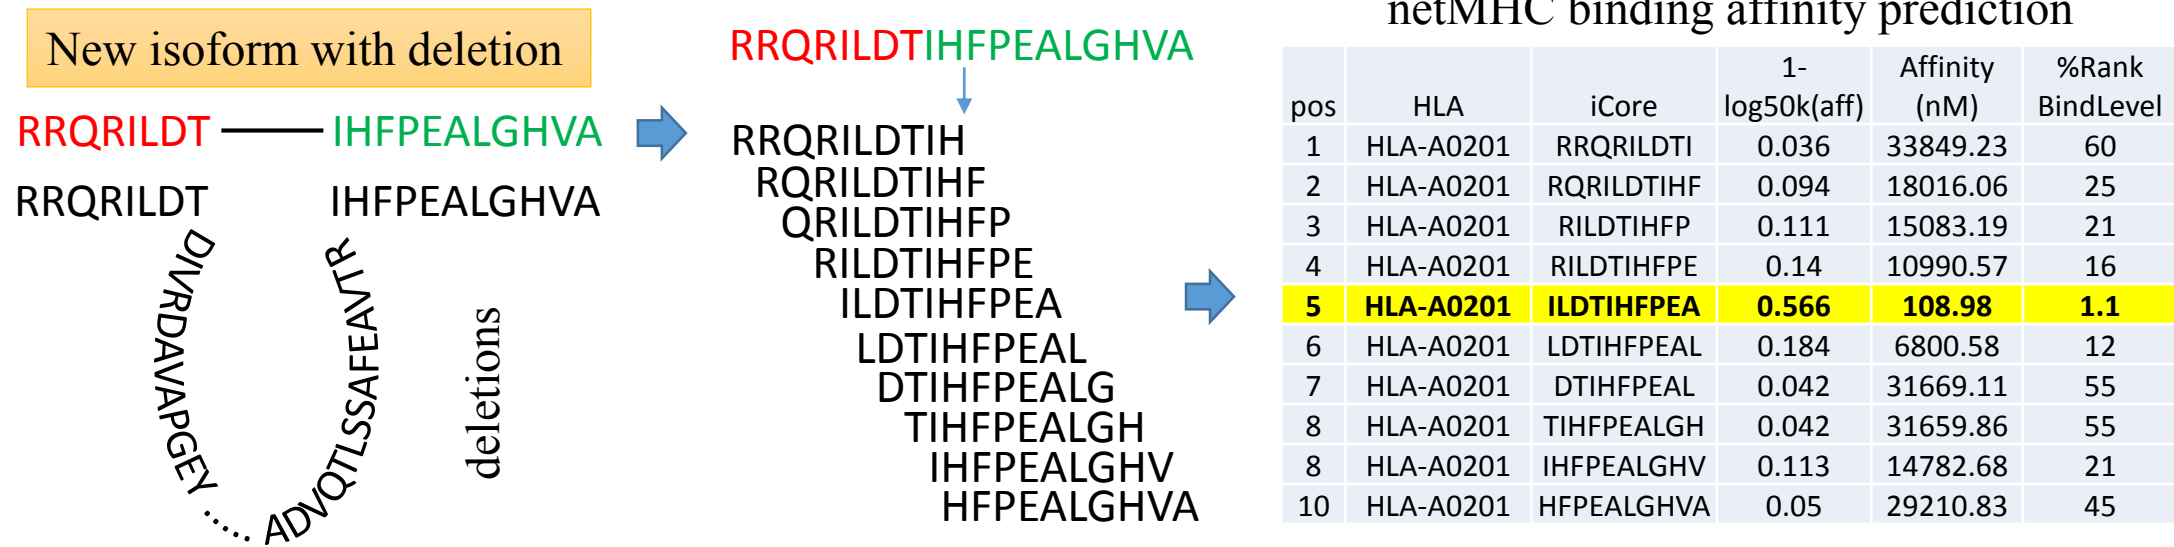 New isoform with deletion
RRQRILDT IHFPEALGHVA
RRQRILDT IHFPEALGHVA
DIVRDAVAPGEY ..... ADVQTLSSAFEAVTR
deletions
RRQRILDTIHFPEALGHVA
RRQRILDTIH
RQRILDTIHF
QRILDTIHFP
RILDTIHFPE
ILDTIHFPEA
LDTIHFPEAL
DTIHFPEALG
TIHFPEALGH
IHFPEALGHV
HFPEALGHVA
netMHC binding affinity prediction
pos HLA iCore 1-log50k(aff) Affinity (nM) %Rank BindLevel
1 HLA-A0201 RRQRILDTI 0.036 33849.23 60
2 HLA-A0201 RQRILDTIHF 0.094 18016.06 25
3 HLA-A0201 RILDTIHFP 0.111 15083.19 21
4 HLA-A0201 RILDTIHFPE 0.14 10990.57 16
5 HLA-A0201 ILDTIHFPEA 0.566 108.98 1.1
6 HLA-A0201 LDTIHFPEAL 0.184 6800.58 12
7 HLA-A0201 DTIHFPEAL 0.042 31669.11 55
8 HLA-A0201 TIHFPEALGH 0.042 31659.86 55
8 HLA-A0201 IHFPEALGHV 0.113 14782.68 21
10 HLA-A0201 HFPEALGHVA 0.05 29210.83 45